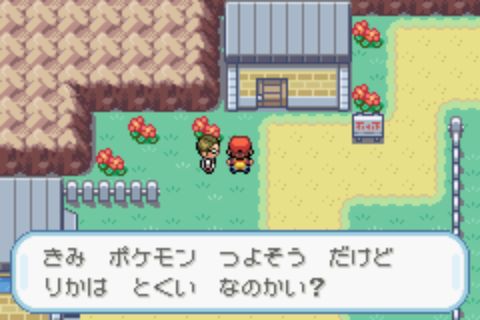 きみ　ポケモン　つよそう　だけど
りかは　とくい　なのかい？